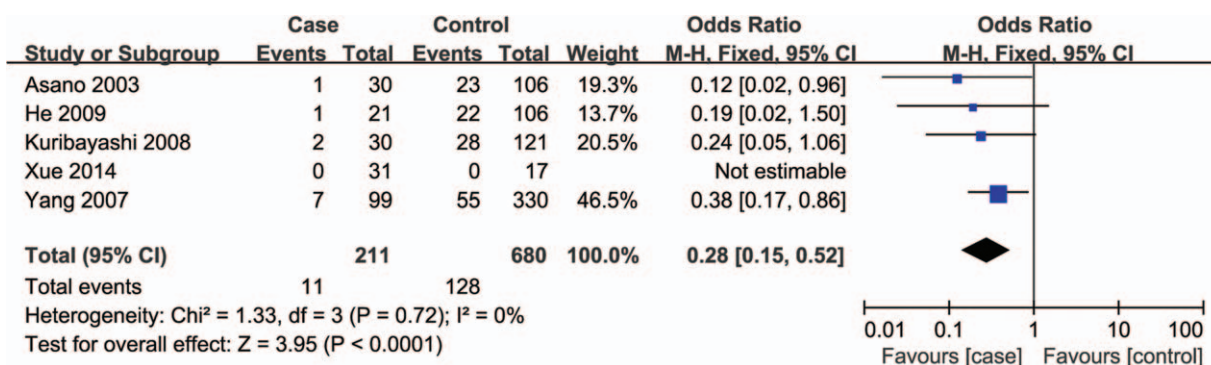 Case Control Odds Ratio Odds Ratio
Study or Subgroup Events Total Events Total Weight M-H, Fixed, 95% CI M-H, Fixed, 95% CI
Asano 2003 1 30 23 106 19.3% 0.12 [0.02, 0.96]
He 2009 1 21 22 106 13.7% 0.19 [0.02, 1.50]
Kuribayashi 2008 2 30 28 121 20.5% 0.24 [0.05, 1.06]
Xue 2014 0 31 0 17 Not estimable
Yang 2007 7 99 55 330 46.5% 0.38 [0.17, 0.86]
Total (95% CI) 211 680 100.0% 0.28 [0.15, 0.52]
Total events 11 128
Heterogeneity: Chi² = 1.33, df = 3 (P = 0.72); I² = 0%
Test for overall effect: Z = 3.95 (P < 0.0001)
0.01 0.1 1 10 100
Favours [case] Favours [control]